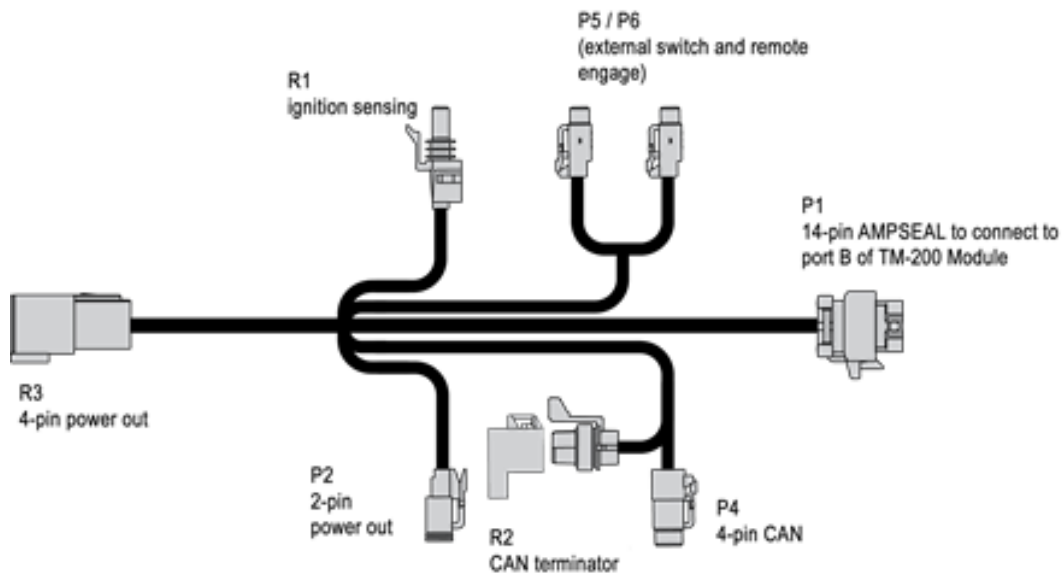 P5 / P6
(external switch and remote
engage)
R1
ignition sensing
P1
14-pin AMPSEAL to connect to
port B of TM-200 Module
R3
4-pin power out
P2
2-pin
power out
R2
CAN terminator
P4
4-pin CAN